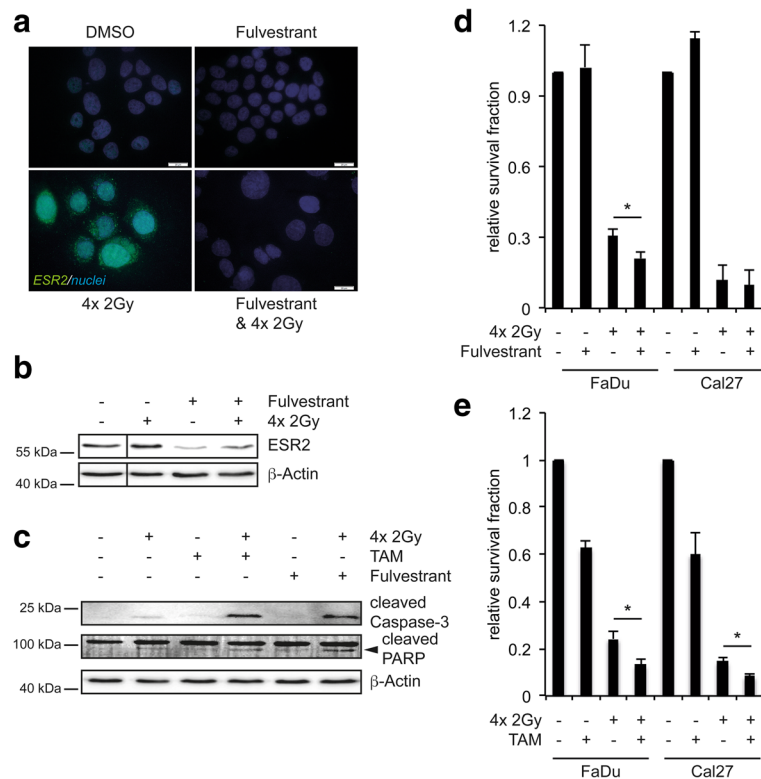 a
DMSO Fulvestrant
ESR2/nuclei
4x 2Gy Fulvestrant
& 4x 2Gy
b
- - + + Fulvestrant
- + - + 4x 2Gy
55 kDa ESR2
40 kDa β-Actin
c
- + - + - + 4x 2Gy
- - + + - - TAM
- - - - + + Fulvestrant
25 kDa cleaved
Caspase-3
100 kDa cleaved
PARP
40 kDa β-Actin
d
relative survival fraction
1.2
0.9
0.6
0.3
0
* 
4x 2Gy - - + + - - + +
Fulvestrant - + - + - + - +
FaDu Cal27
e
relative survival fraction
1.2
1
0.8
0.6
0.4
0.2
0
* *
4x 2Gy - - + + - - + +
TAM - + - + - + - +
FaDu Cal27